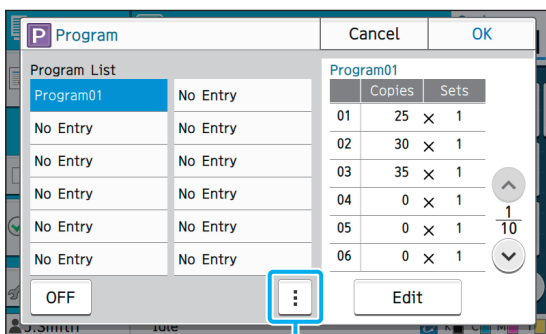 P Program Cancel OK
Program List Program01
Program01 No Entry Copies Sets
No Entry No Entry 01 25 × 1
No Entry No Entry 02 30 × 1
No Entry No Entry 03 35 × 1
No Entry No Entry 04 0 × 1
No Entry No Entry 05 0 × 1
1
10
06 0 × 1
OFF Edit
J.Smith Idle K C M Y